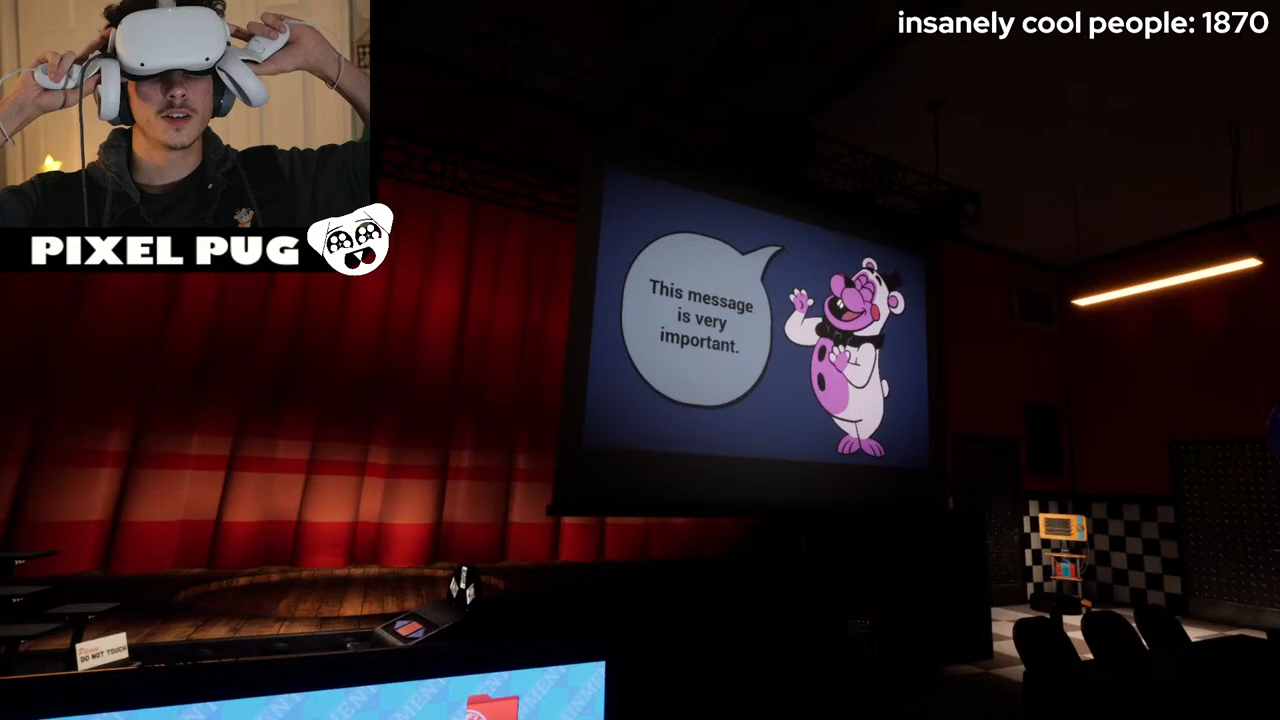 insanely cool people: 1870
PIXEL PUG
This message
is very
important.
DO NOT TOUCH